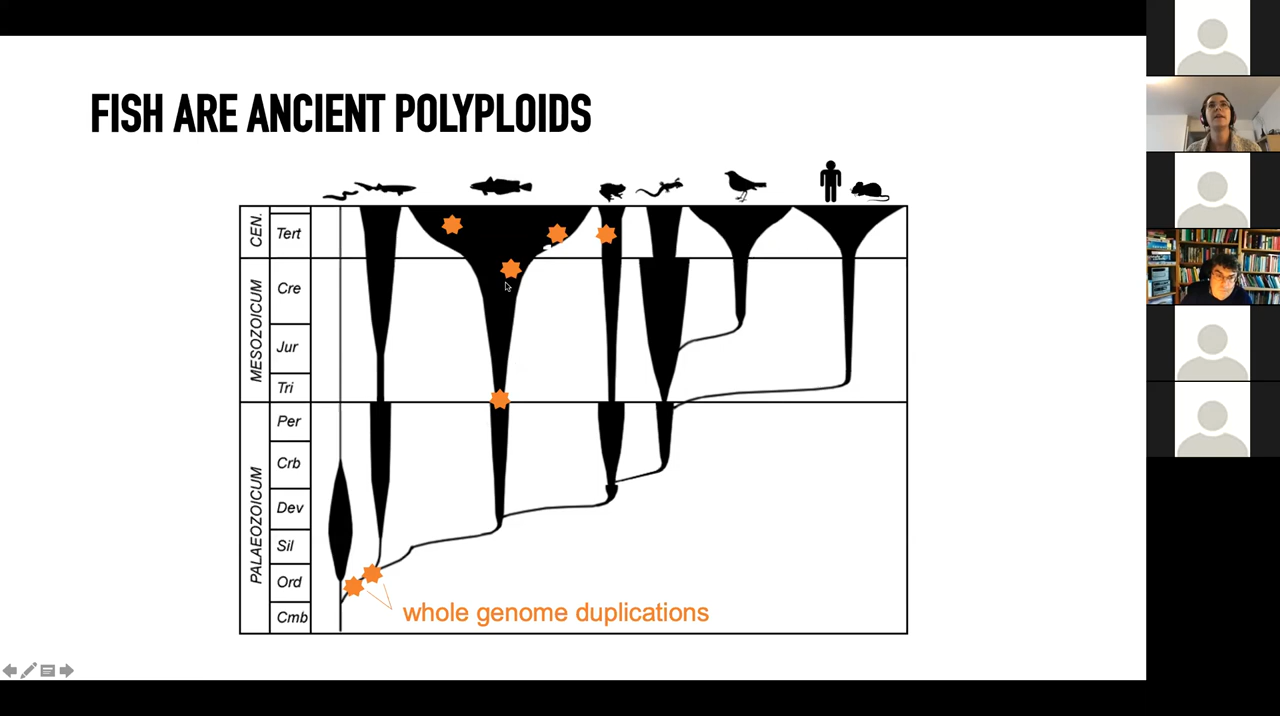 FISH ARE ANCIENT POLYPLOIDS
CEN.
Tert
MESOZOICUM
Cre
Jur
Tri
PALAEOZOICUM
Per
Crb
Dev
Sil
Ord
Cmb
whole genome duplications